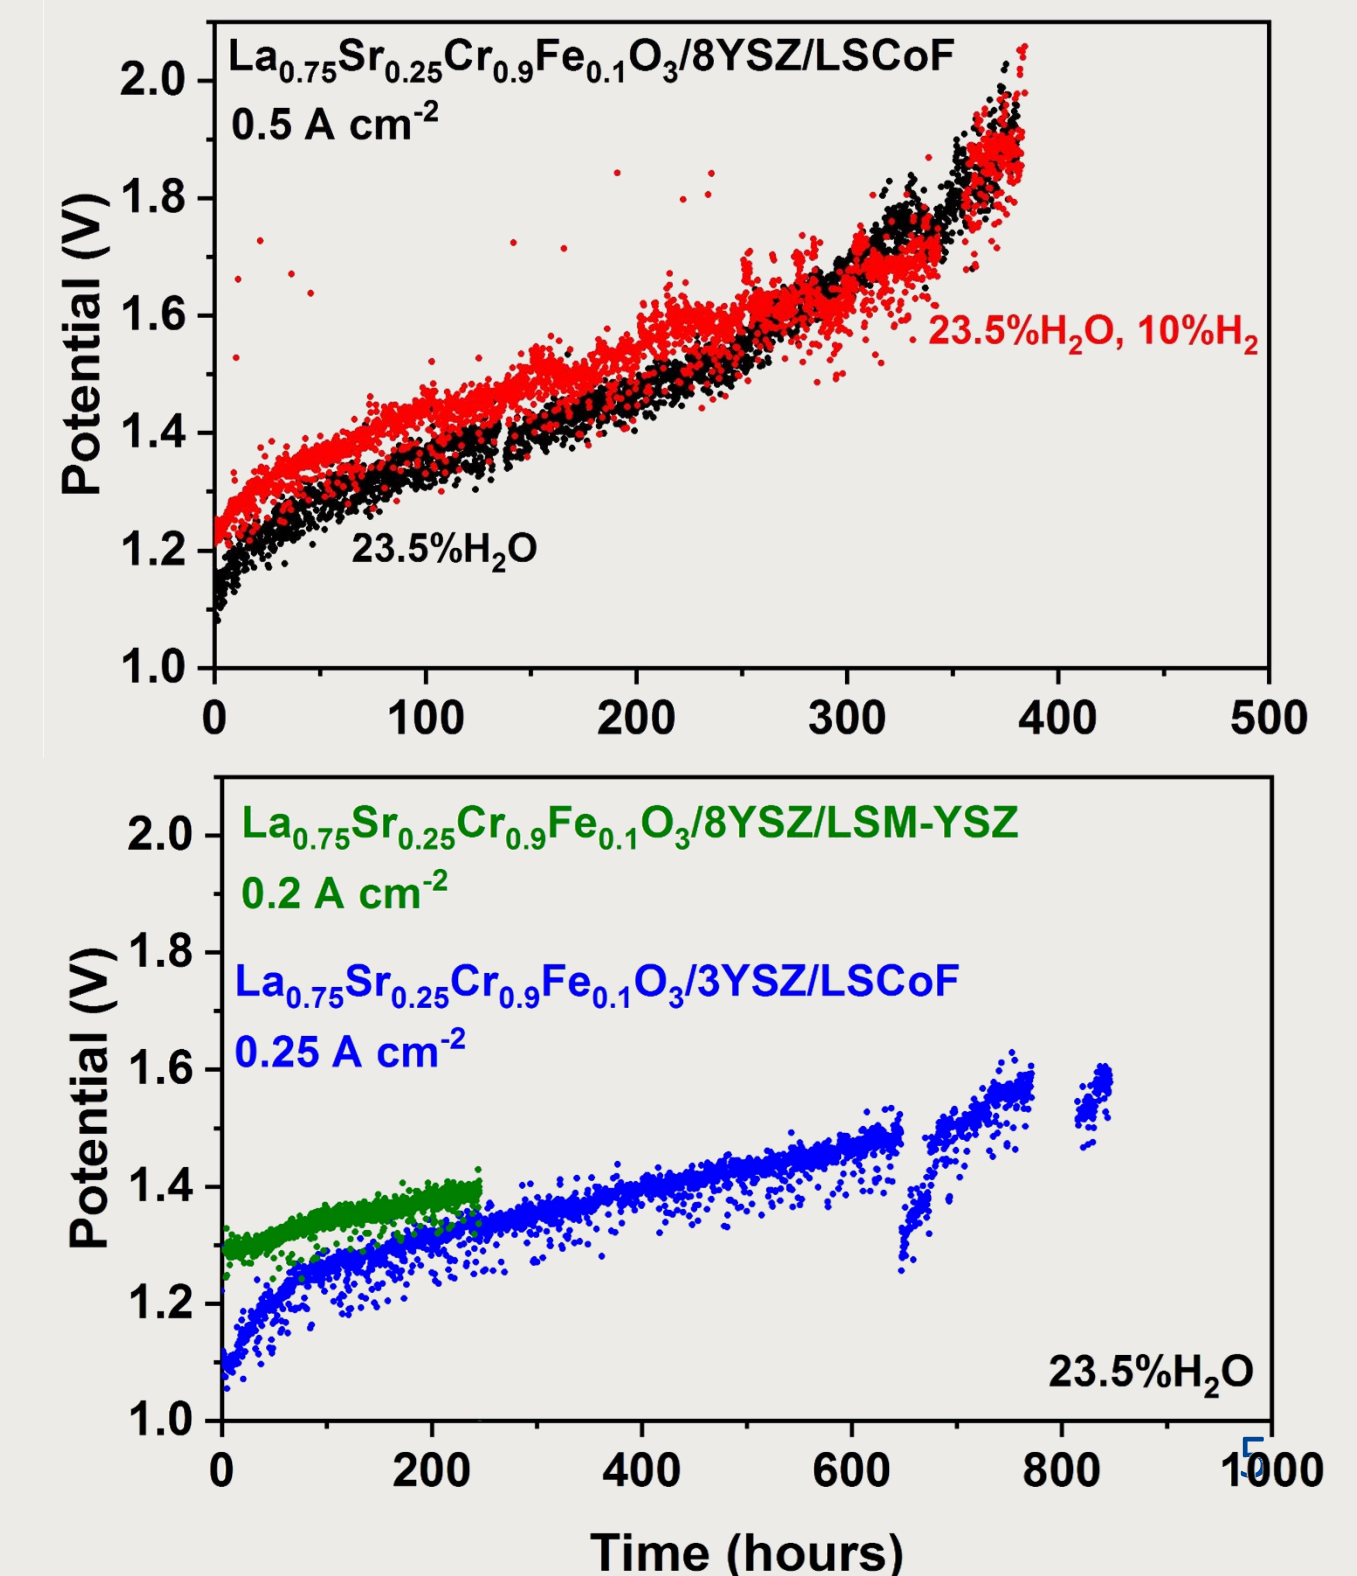 La0.75Sr0.25Cr0.9Fe0.1O3/8YSZ/LSCoF
0.5 A cm-2
2.0
1.8
1.6
1.4
1.2
1.0
Potential (V)
23.5%H2O, 10%H2
23.5%H2O
0
100
200
300
400
500
La0.75Sr0.25Cr0.9Fe0.1O3/8YSZ/LSM-YSZ
0.2 A cm-2
La0.75Sr0.25Cr0.9Fe0.1O3/3YSZ/LSCoF
0.25 A cm-2
2.0
1.8
1.6
1.4
1.2
1.0
Potential (V)
23.5%H2O
5
0
200
400
600
800
1000
Time (hours)